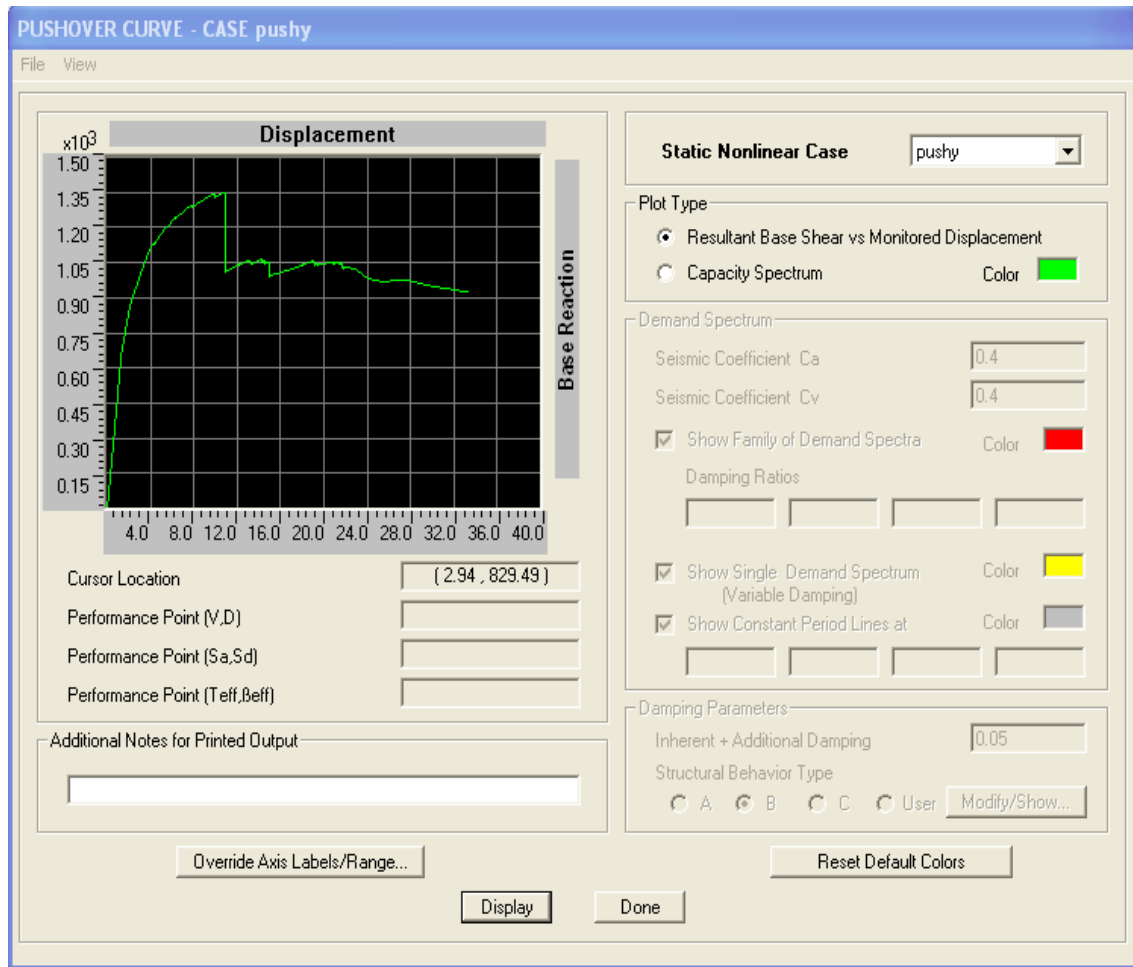 PUSHOVER CURVE - CASE pushy
File View
x10³ Displacement
1.50
1.35
1.20
1.05
0.90
0.75
0.60
0.45
0.30
0.15
Base Reaction
4.0 8.0 12.0 16.0 20.0 24.0 28.0 32.0 36.0 40.0
Cursor Location ( 2.94 , 829.49 )
Performance Point (V,D)
Performance Point (Sa,Sd)
Performance Point (Teff,βeff)
Additional Notes for Printed Output
Override Axis Labels/Range...
Static Nonlinear Case pushy
Plot Type
Resultant Base Shear vs Monitored Displacement
Capacity Spectrum Color
Demand Spectrum
Seismic Coefficient Ca 0.4
Seismic Coefficient Cv 0.4
Show Family of Demand Spectra Color
Damping Ratios
Show Single Demand Spectrum Color
(Variable Damping)
Show Constant Period Lines at Color
Damping Parameters
Inherent + Additional Damping 0.05
Structural Behavior Type
A B C User Modify/Show...
Reset Default Colors
Display Done